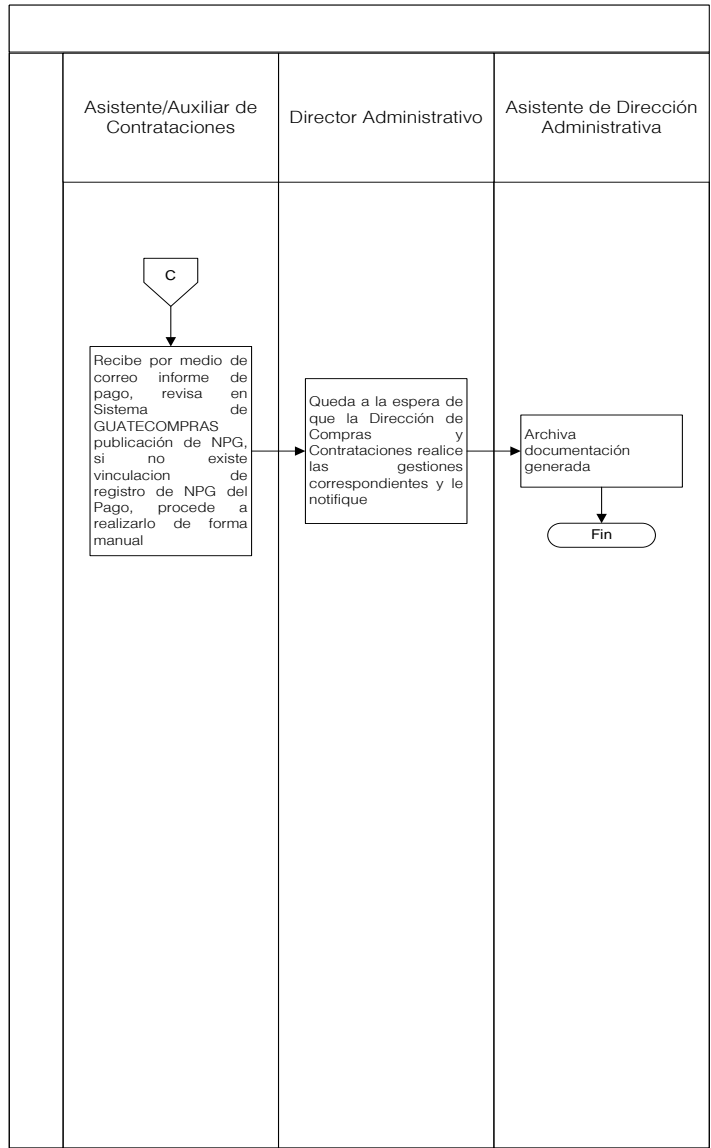 Asistente/Auxiliar de
Contrataciones
Director Administrativo
Asistente de Dirección
Administrativa
C
Recibe por medio de
correo informe de
pago, revisa en
Sistema de
GUATECOMPRAS
publicación de NPG,
si no existe
vinculacion de
registro de NPG del
Pago, procede a
realizarlo de forma
manual
Queda a la espera de
que la Dirección de
Compras y
Contrataciones realice
las gestiones
correspondientes y le
notifique
Archiva
documentación
generada
Fin